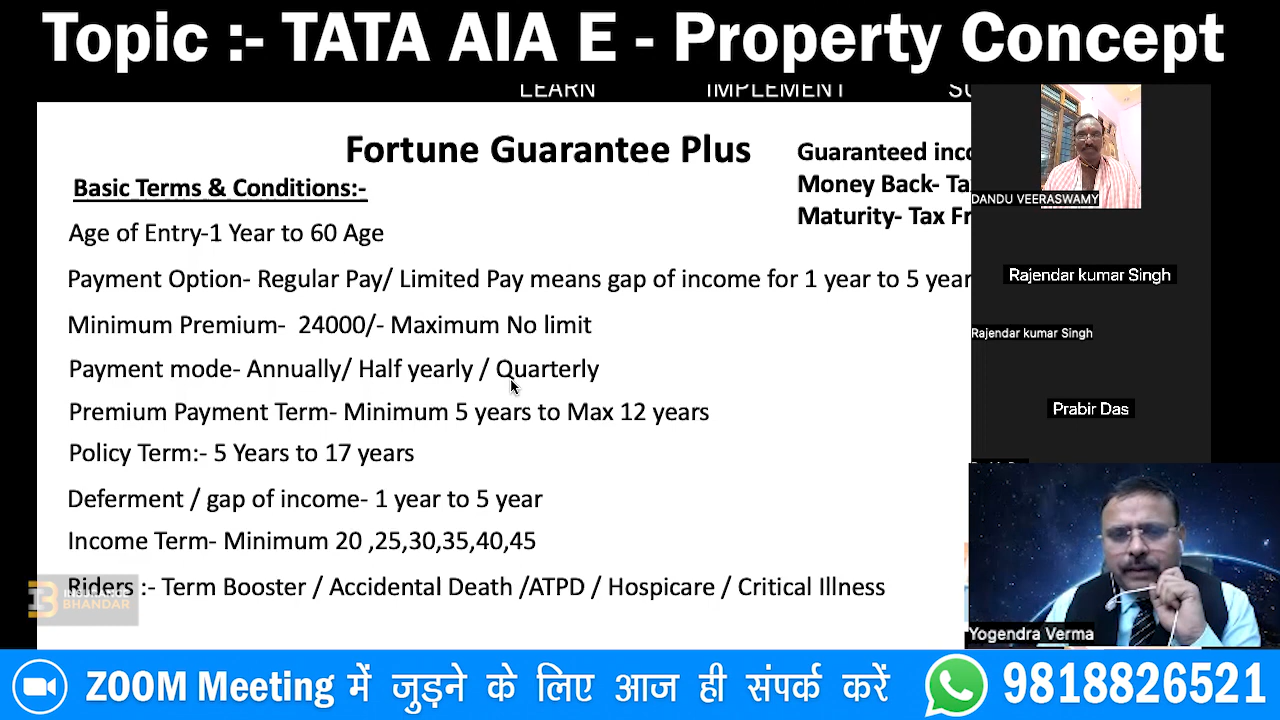 Topic :- TATA AIA E - Property Concept
LEARN IMPLEMENT
Fortune Guarantee Plus
Guaranteed
Money Back-
Maturity- Tax
Basic Terms & Conditions:-
Age of Entry-1 Year to 60 Age
Payment Option- Regular Pay/ Limited Pay means gap of income for 1 year to 5 year
Minimum Premium- 24000/- Maximum No limit
Payment mode- Annually/ Half yearly / Quarterly
Premium Payment Term- Minimum 5 years to Max 12 years
Policy Term:- 5 Years to 17 years
Deferment / gap of income- 1 year to 5 year
Income Term- Minimum 20 ,25,30,35,40,45
Riders :- Term Booster / Accidental Death /ATPD / Hospicare / Critical Illness
INSURANCE
BHANDAR
DANDU VEERASWAMY
Rajendar kumar Singh
Rajendar kumar Singh
Prabir Das
Yogendra Verma
ZOOM Meeting में जुड़ने के लिए आज ही संपर्क करें 9818826521